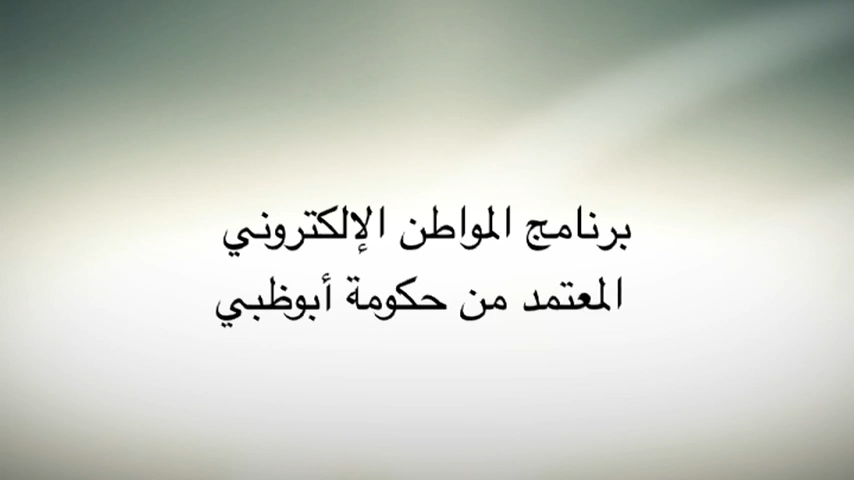 برنامج المواطن الإلكتروني
المعتمد من حكومة أبوظبي